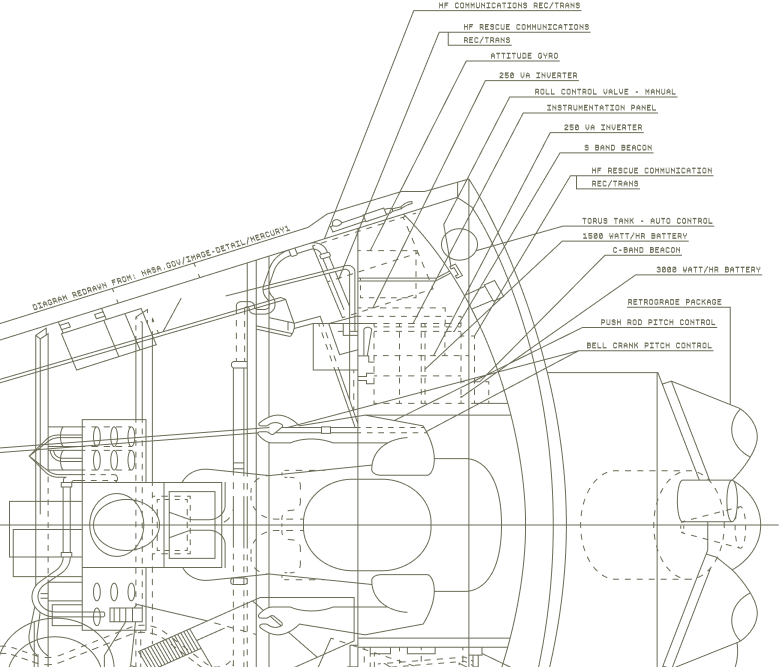 HF COMMUNICATIONS REC/TRANS
HF RESCUE COMMUNICATIONS
REC/TRANS
ATTITUDE GYRO
250 VA INVERTER
ROLL CONTROL VALVE - MANUAL
INSTRUMENTATION PANEL
250 VA INVERTER
S BAND BEACON
HF RESCUE COMMUNICATION
REC/TRANS
TORUS TANK - AUTO CONTROL
1500 WATT/HR BATTERY
C-BAND BEACON
3000 WATT/HR BATTERY
RETROGRADE PACKAGE
PUSH ROD PITCH CONTROL
BELL CRANK PITCH CONTROL
DIAGRAM REDRAWN FROM: NASA.GOV/IMAGE-DETAIL/MERCURY1